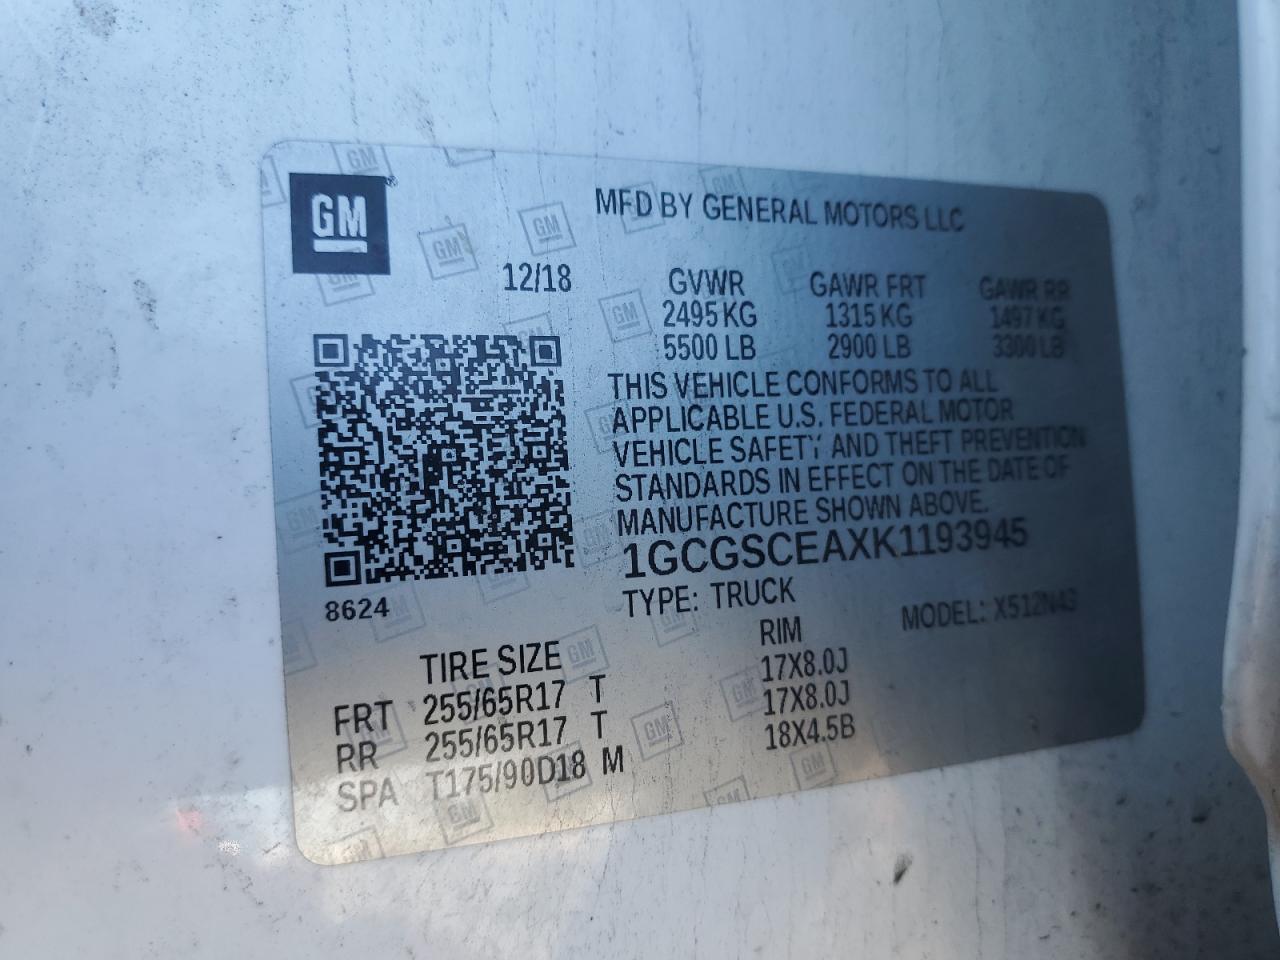 GM
MFD BY GENERAL MOTORS LLC
12/18
GVWR GAWR FRT GAWR RR
2495 KG 1315 KG 1497 KG
5500 LB 2900 LB 3300 LB
THIS VEHICLE CONFORMS TO ALL
APPLICABLE U.S. FEDERAL MOTOR
VEHICLE SAFETY AND THEFT PREVENTION
STANDARDS IN EFFECT ON THE DATE OF
MANUFACTURE SHOWN ABOVE.
1GCGSCEAXK1193945
TYPE: TRUCK
MODEL: X512N43
8624
TIRE SIZE RIM
FRT 255/65R17 T 17X8.0J
RR 255/65R17 T 17X8.0J
SPA T175/90D18 M 18X4.5B